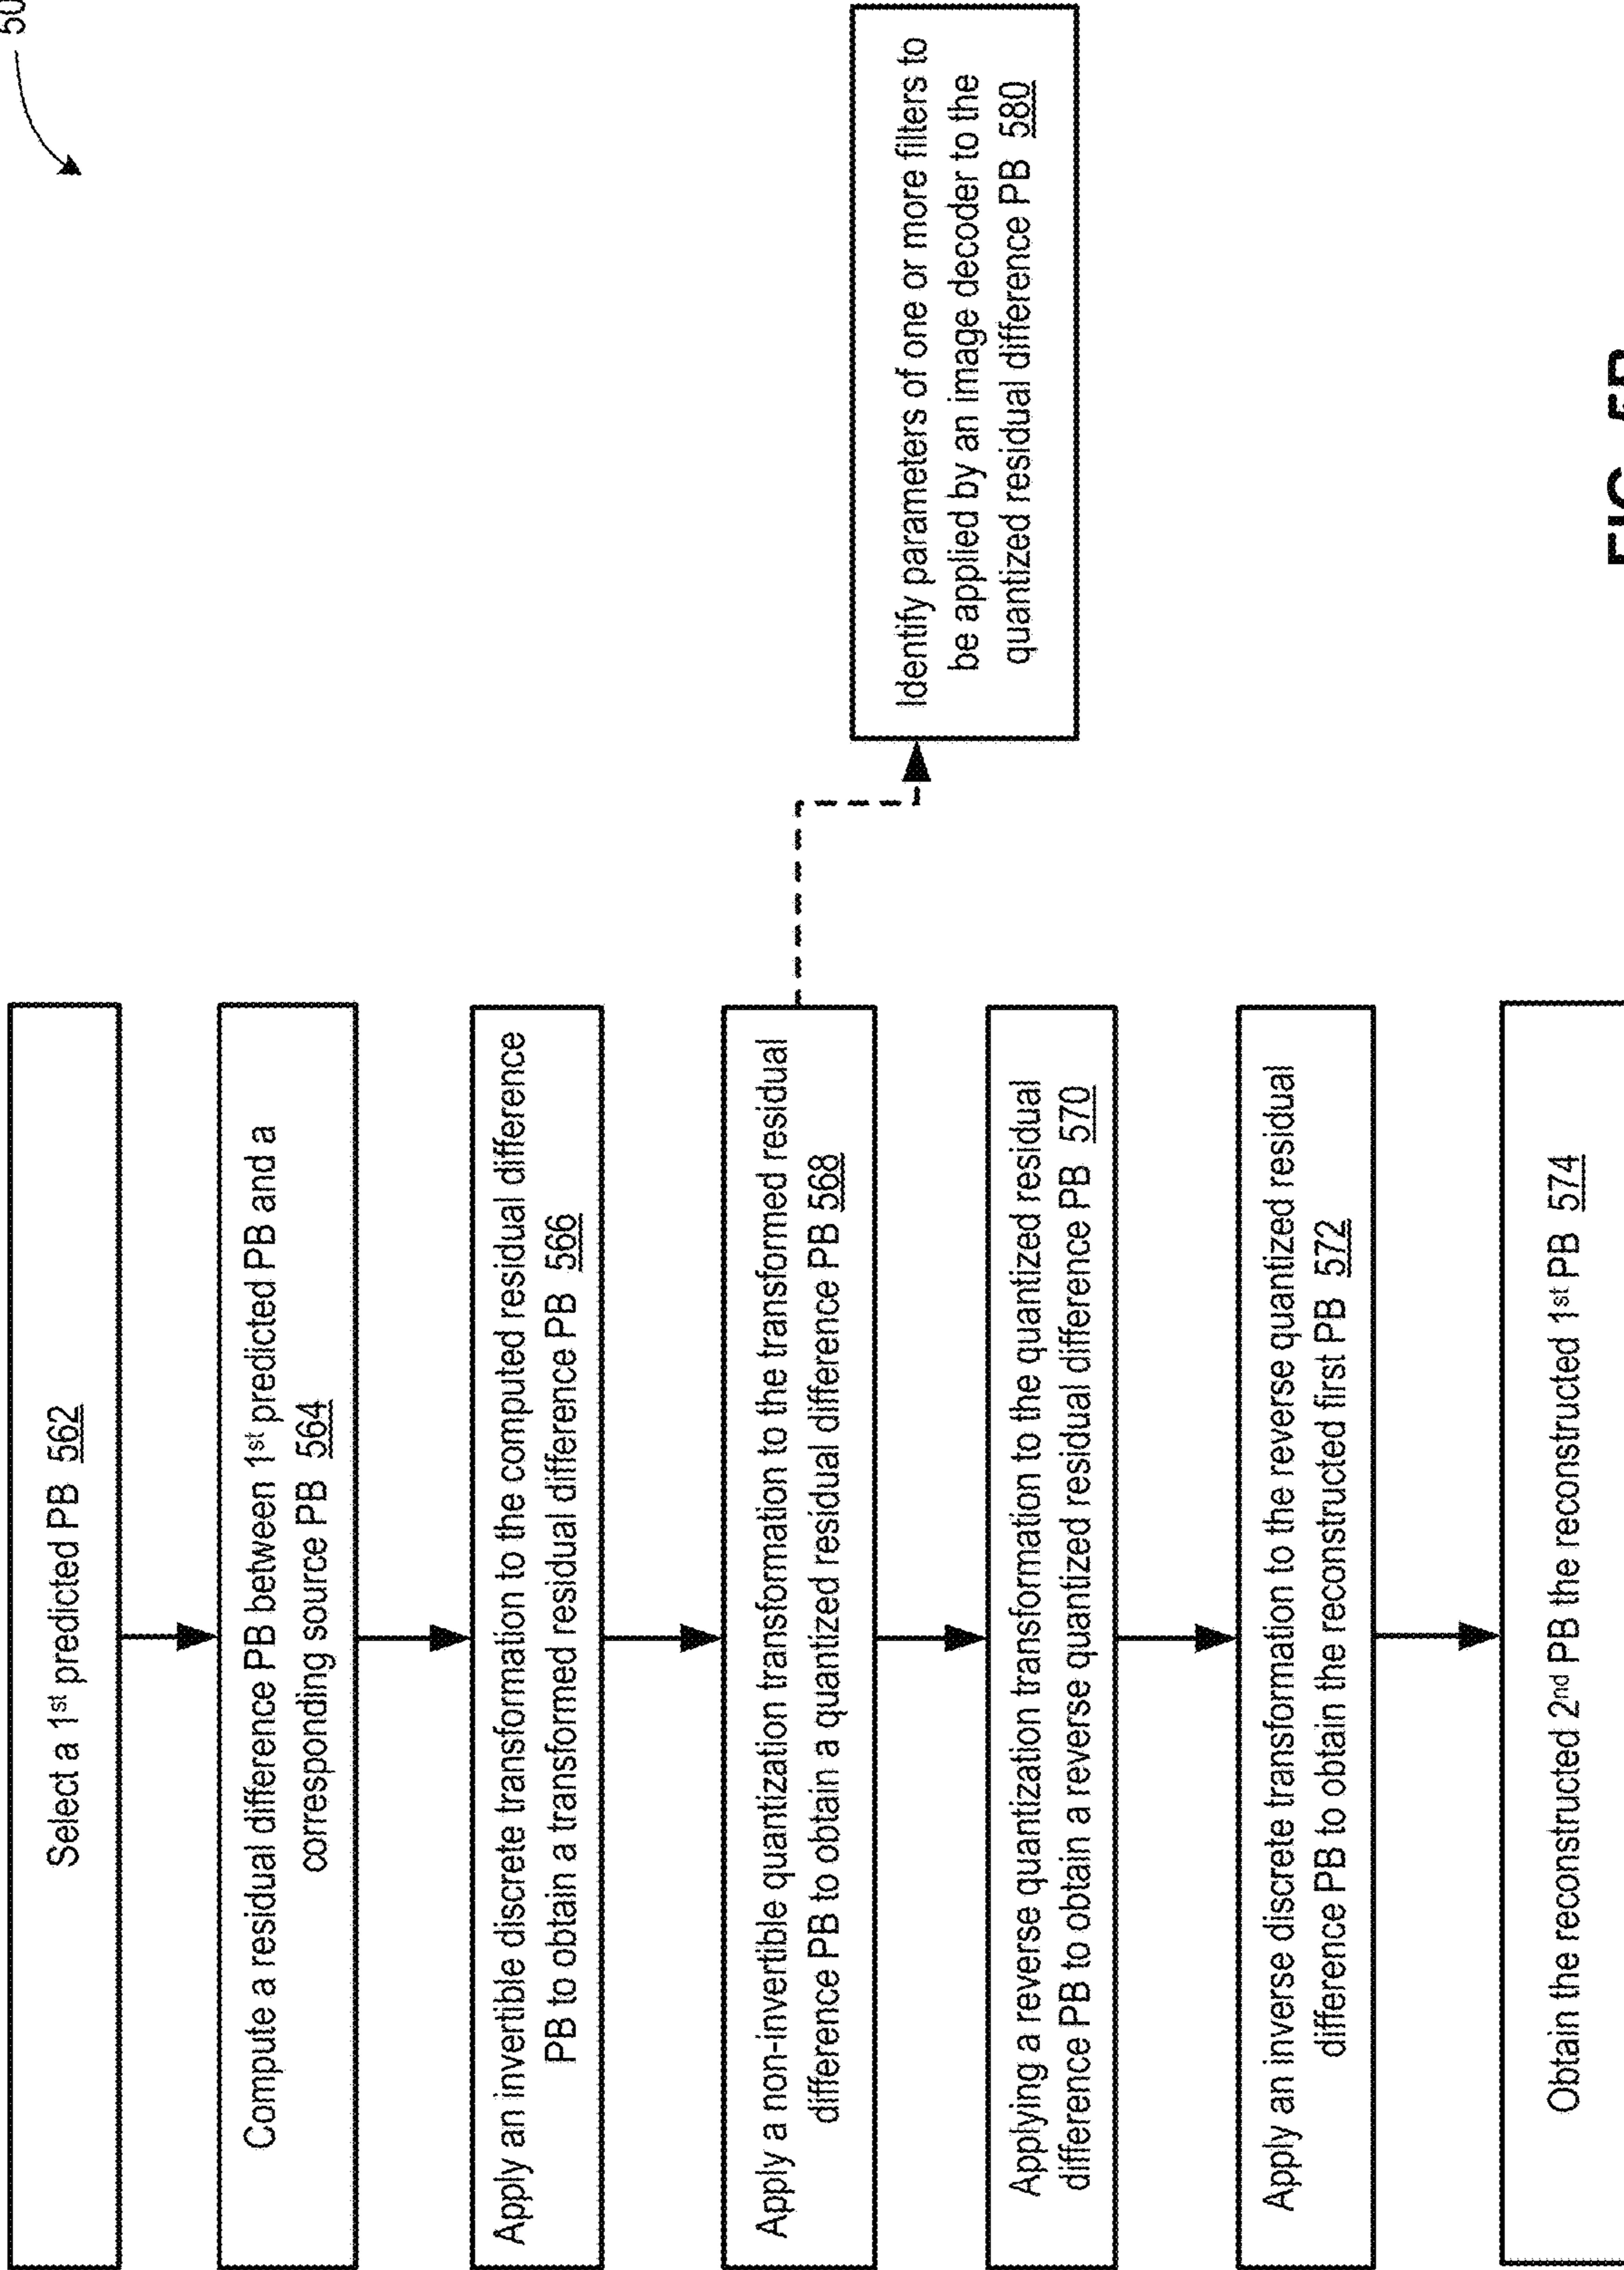 50
Select a 1st predicted PB 562
Compute a residual difference PB between 1st predicted PB and a
corresponding source PB 564
Apply an invertible discrete transformation to the computed residual difference
PB to obtain a transformed residual difference PB 566
Apply a non-invertible quantization transformation to the transformed residual
difference PB to obtain a quantized residual difference PB 568
Identify parameters of one or more filters to
be applied by an image decoder to the
quantized residual difference PB 580
Applying a reverse quantization transformation to the quantized residual
difference PB to obtain a reverse quantized residual difference PB 570
Apply an inverse discrete transformation to the reverse quantized residual
difference PB to obtain the reconstructed first PB 572
Obtain the reconstructed 2nd PB the reconstructed 1st PB 574
FIG.